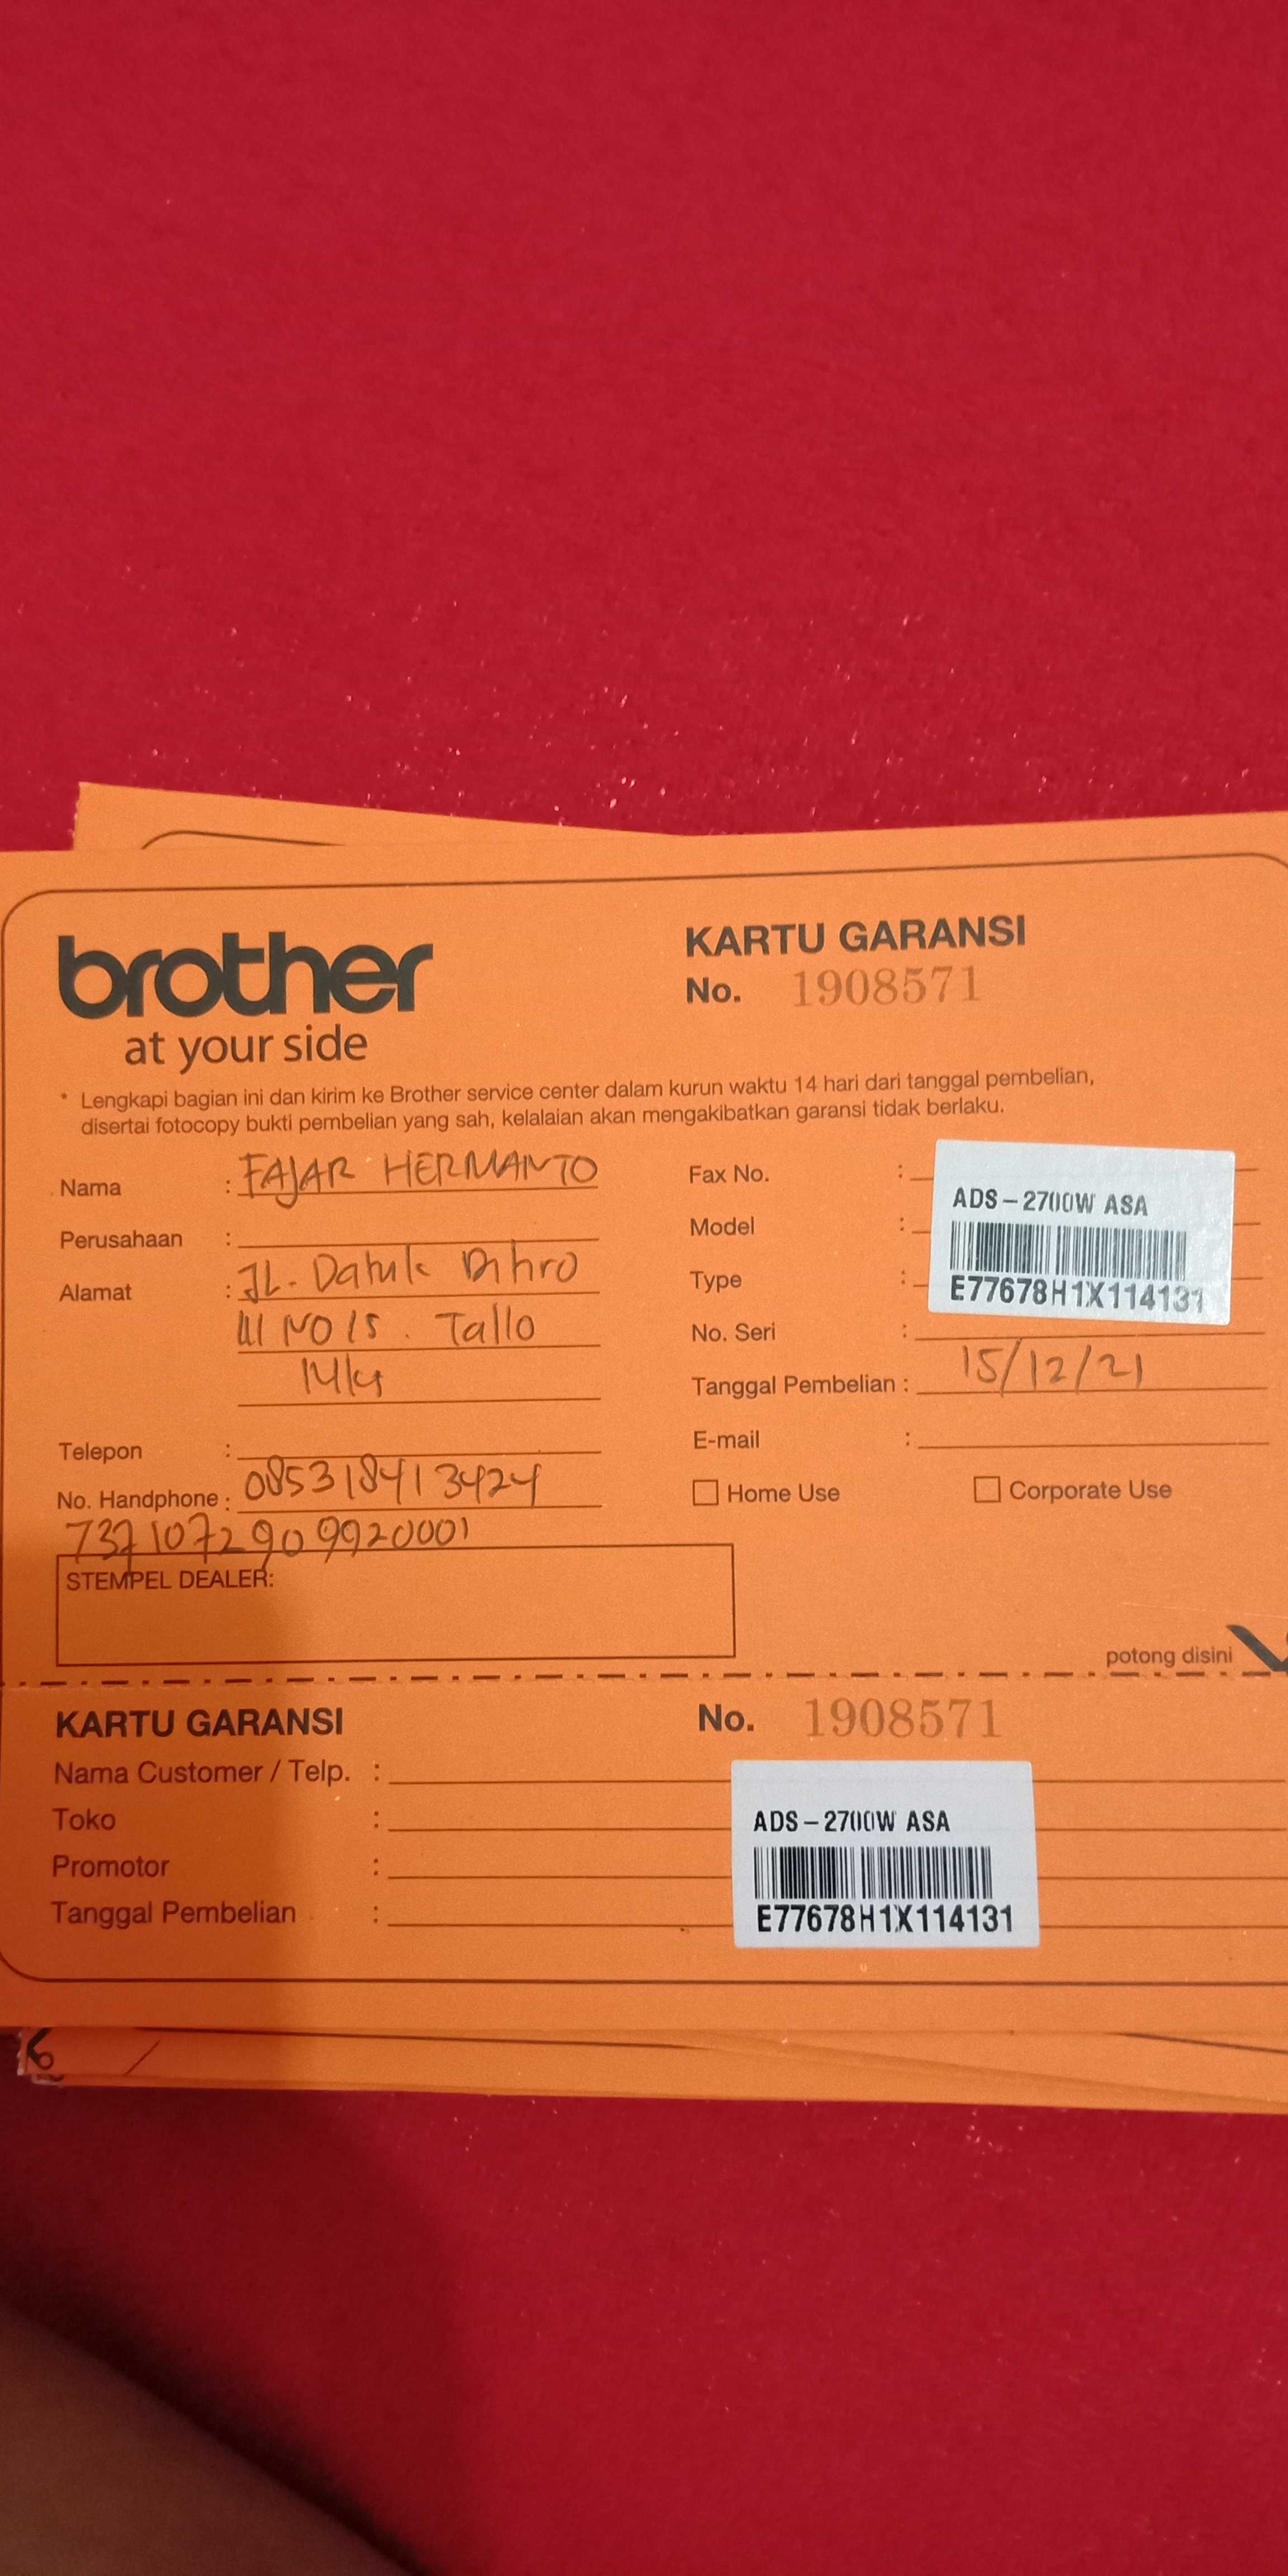 brother
at your side
KARTU GARANSI
No. 1908571
* Lengkapi bagian ini dan kirim ke Brother service center dalam kurun waktu 14 hari dari tanggal pembelian,
disertai fotocopy bukti pembelian yang sah, kelalaian akan mengakibatkan garansi tidak berlaku.
Nama : FAJAR HERMANTO
Perusahaan :
Alamat : JL. Datuk Ditiro
III NO 15. Tallo
Telepon :
No. Handphone : 085318413424
7371072909920001
STEMPEL DEALER:
Fax No. :
Model :
Type :
No. Seri :
ADS-2700W ASA
E77678H1X114131
Tanggal Pembelian : 15/12/21
E-mail :
Home Use Corporate Use
potong disini
KARTU GARANSI No. 1908571
Nama Customer / Telp. :
Toko :
Promotor :
Tanggal Pembelian :
ADS-2700W ASA
E77678H1X114131